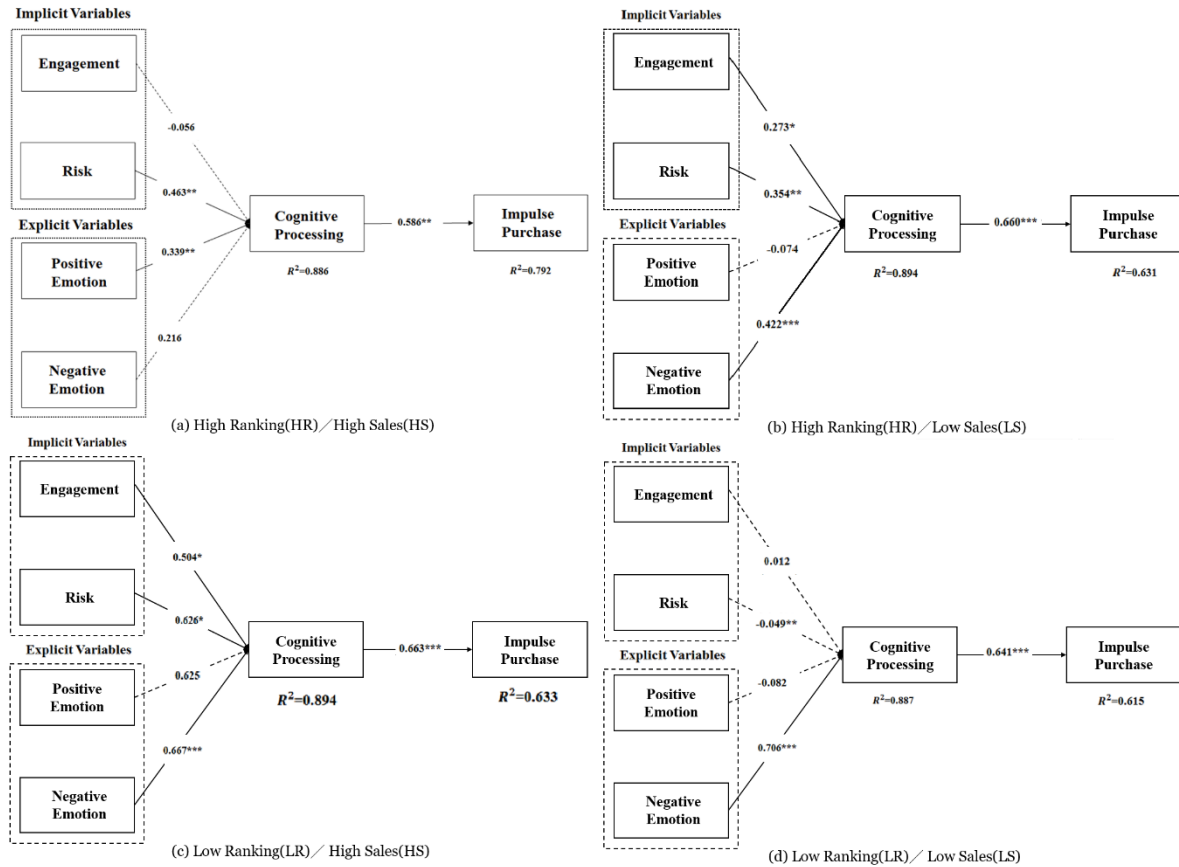 Implicit Variables
Engagement
-0.056
Risk
0.463**
Explicit Variables
Positive
Emotion
0.339**
Negative
Emotion
0.216
Cognitive
Processing
R²=0.886
0.586**
Impulse
Purchase
R²=0.792
(a) High Ranking(HR)／High Sales(HS)
Implicit Variables
Engagement
0.273*
Risk
0.354**
Explicit Variables
Positive
Emotion
-0.074
Negative
Emotion
0.422***
Cognitive
Processing
R²=0.894
0.660***
Impulse
Purchase
R²=0.631
(b) High Ranking(HR)／Low Sales(LS)
Implicit Variables
Engagement
0.504*
Risk
0.626*
Explicit Variables
Positive
Emotion
0.625
Negative
Emotion
0.667***
Cognitive
Processing
R²=0.894
0.663***
Impulse
Purchase
R²=0.633
(c) Low Ranking(LR)／ High Sales(HS)
Implicit Variables
Engagement
0.012
Risk
-0.049**
Explicit Variables
Positive
Emotion
-0.082
Negative
Emotion
0.706***
Cognitive
Processing
R²=0.887
0.641***
Impulse
Purchase
R²=0.615
(d) Low Ranking(LR)／ Low Sales(LS)